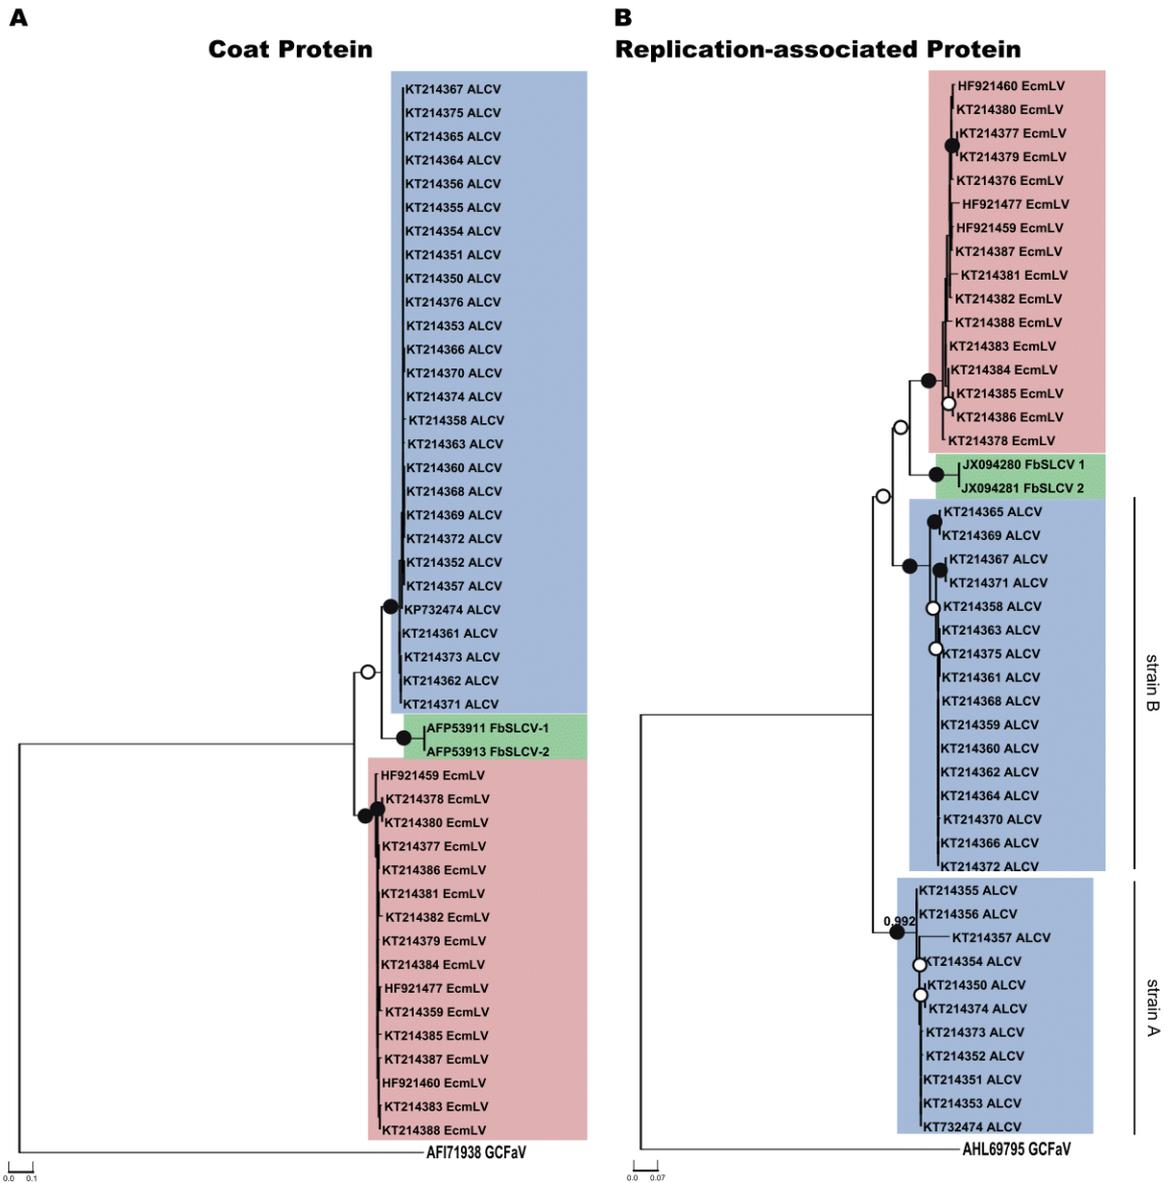 A
Coat Protein
KT214367 ALCV
KT214375 ALCV
KT214365 ALCV
KT214364 ALCV
KT214356 ALCV
KT214355 ALCV
KT214354 ALCV
KT214351 ALCV
KT214350 ALCV
KT214376 ALCV
KT214353 ALCV
KT214366 ALCV
KT214370 ALCV
KT214374 ALCV
KT214358 ALCV
KT214363 ALCV
KT214360 ALCV
KT214368 ALCV
KT214369 ALCV
KT214372 ALCV
KT214352 ALCV
KT214357 ALCV
KP732474 ALCV
KT214361 ALCV
KT214373 ALCV
KT214362 ALCV
KT214371 ALCV
AFP53911 FbSLCV-1
AFP53913 FbSLCV-2
HF921459 EcmLV
KT214378 EcmLV
KT214380 EcmLV
KT214377 EcmLV
KT214386 EcmLV
KT214381 EcmLV
KT214382 EcmLV
KT214379 EcmLV
KT214384 EcmLV
HF921477 EcmLV
KT214359 EcmLV
KT214385 EcmLV
KT214387 EcmLV
HF921460 EcmLV
KT214383 EcmLV
KT214388 EcmLV
AFI71938 GCFaV
0.0 0.1
B
Replication-associated Protein
HF921460 EcmLV
KT214380 EcmLV
KT214377 EcmLV
KT214379 EcmLV
KT214376 EcmLV
HF921477 EcmLV
HF921459 EcmLV
KT214387 EcmLV
KT214381 EcmLV
KT214382 EcmLV
KT214388 EcmLV
KT214383 EcmLV
KT214384 EcmLV
KT214385 EcmLV
KT214386 EcmLV
KT214378 EcmLV
JX094280 FbSLCV 1
JX094281 FbSLCV 2
KT214365 ALCV
KT214369 ALCV
KT214367 ALCV
KT214371 ALCV
KT214358 ALCV
KT214363 ALCV
KT214375 ALCV
KT214361 ALCV
KT214368 ALCV
KT214359 ALCV
KT214360 ALCV
KT214362 ALCV
KT214364 ALCV
KT214370 ALCV
KT214366 ALCV
KT214372 ALCV
strain B
KT214355 ALCV
0.992
KT214356 ALCV
KT214357 ALCV
KT214354 ALCV
KT214350 ALCV
KT214374 ALCV
KT214373 ALCV
KT214352 ALCV
KT214351 ALCV
KT214353 ALCV
KT732474 ALCV
strain A
AHL69795 GCFaV
0.0 0.07